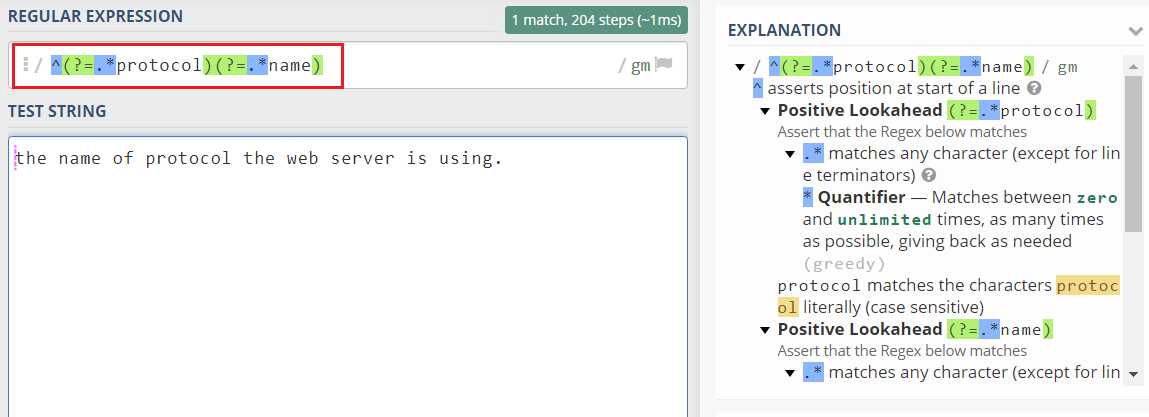 REGULAR EXPRESSION
1 match, 204 steps (~1ms)
/ ^(?=.*protocol)(?=.*name)
/ gm
TEST STRING
the name of protocol the web server is using.
EXPLANATION
/ ^(?=.*protocol)(?=.*name) / gm
^ asserts position at start of a line
Positive Lookahead (?=.*protocol)
Assert that the Regex below matches
.* matches any character (except for lin
e terminators)
* Quantifier — Matches between zero
and unlimited times, as many times
as possible, giving back as needed
(greedy)
protocol matches the characters protoc
ol literally (case sensitive)
Positive Lookahead (?=.*name)
Assert that the Regex below matches
.* matches any character (except for lin